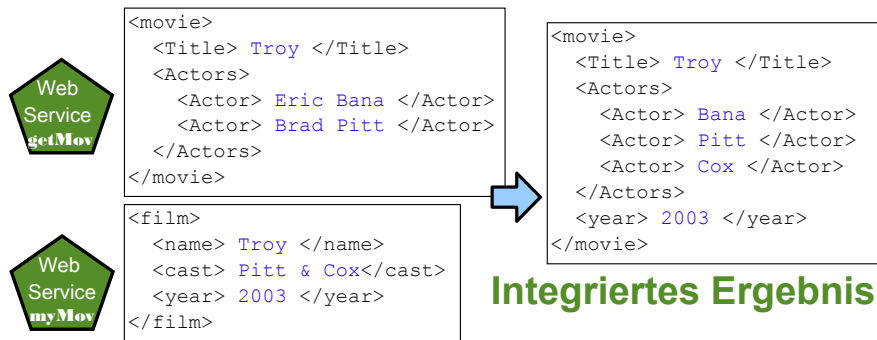 Web
Service
getMov
<movie>
  <Title> Troy </Title>
  <Actors>
    <Actor> Eric Bana </Actor>
    <Actor> Brad Pitt </Actor>
  </Actors>
</movie>
Web
Service
myMov
<film>
  <name> Troy </name>
  <cast> Pitt & Cox</cast>
  <year> 2003 </year>
</film>
<movie>
  <Title> Troy </Title>
  <Actors>
    <Actor> Bana </Actor>
    <Actor> Pitt </Actor>
    <Actor> Cox </Actor>
  </Actors>
  <year> 2003 </year>
</movie>
Integriertes Ergebnis